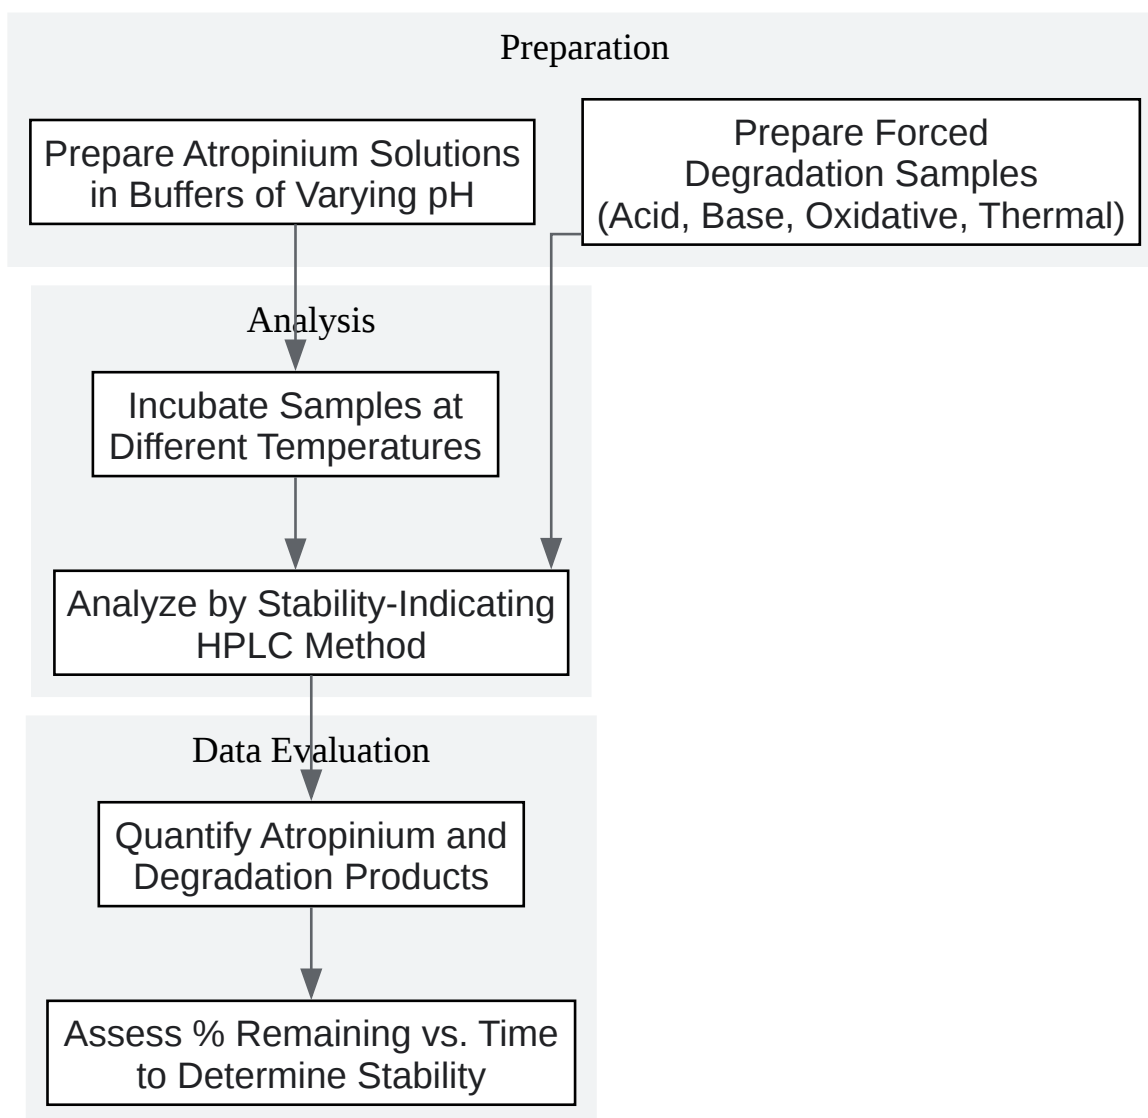 Preparation
Prepare Atropinium Solutions
in Buffers of Varying pH
Prepare Forced
Degradation Samples
(Acid, Base, Oxidative, Thermal)
Analysis
Incubate Samples at
Different Temperatures
Analyze by Stability-Indicating
HPLC Method
Data Evaluation
Quantify Atropinium and
Degradation Products
Assess % Remaining vs. Time
to Determine Stability